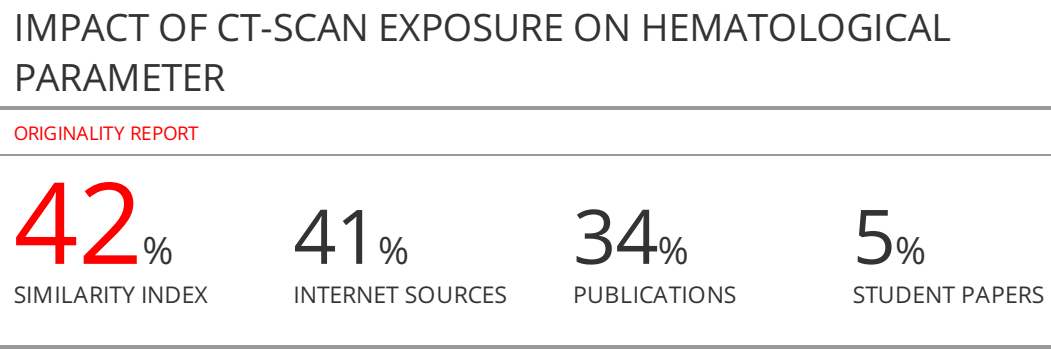 IMPACT OF CT-SCAN EXPOSURE ON HEMATOLOGICAL
PARAMETER
ORIGINALITY REPORT
42% 41% 34% 5%
SIMILARITY INDEX INTERNET SOURCES PUBLICATIONS STUDENT PAPERS